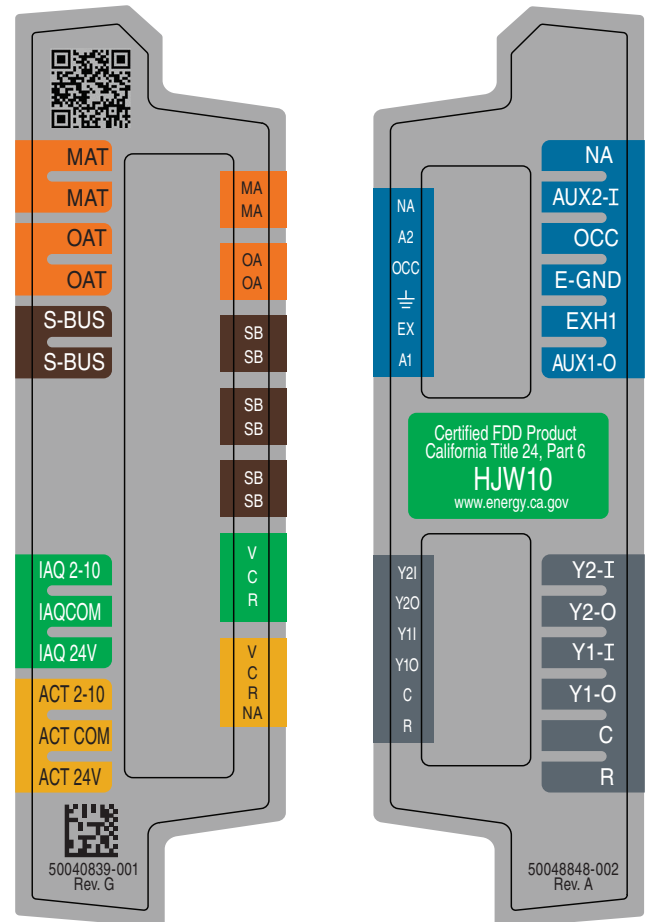 MAT
MAT
OAT
OAT
S-BUS
S-BUS
IAQ 2-10
IAQCOM
IAQ 24V
ACT 2-10
ACT COM
ACT 24V
MA
MA
OA
OA
SB
SB
SB
SB
SB
SB
V
C
R
V
C
R
NA
50040839-001
Rev. G
NA
A2
OCC
EX
A1
NA
AUX2-I
OCC
E-GND
EXH1
AUX1-O
Certified FDD Product
California Title 24, Part 6
HJW10
www.energy.ca.gov
Y2I
Y2O
Y1I
Y1O
C
R
Y2-I
Y2-O
Y1-I
Y1-O
C
R
50048848-002
Rev. A